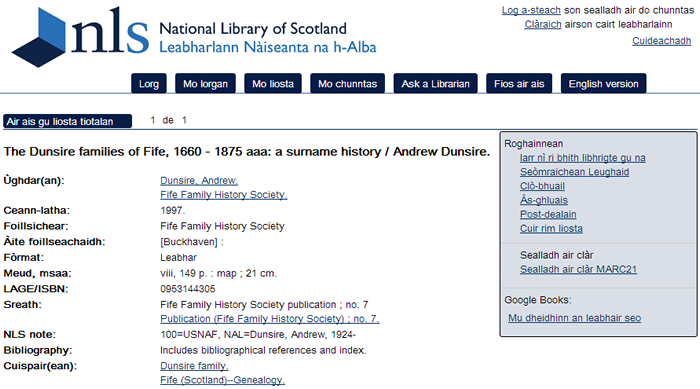 nls
National Library of Scotland
Leabharlann Nàiseanta na h-Alba
Log a-steach son sealladh air do chunntas
Clàraich airson cairt leabharlainn
Cuideachadh
Lorg
Mo lorgan
Mo liosta
Mo chunntas
Ask a Librarian
Fios air ais
English version
Air ais gu liosta tiotalan
1 de 1
The Dunsire families of Fife, 1660 - 1875 aaa: a surname history / Andrew Dunsire.
Ùghdar(an): Dunsire, Andrew.
Fife Family History Society.
Ceann-latha: 1997.
Foillsichear: Fife Family History Society
Àite foillseachaidh: [Buckhaven] :
Fòrmat: Leabhar
Meud, msaa: viii, 149 p. : map ; 21 cm.
LAGE/ISBN: 0953144305
Sreath: Fife Family History Society publication ; no. 7
Publication (Fife Family History Society) ; no. 7.
NLS note: 100=USNAF, NAL=Dunsire, Andrew, 1924-
Bibliography: Includes bibliographical references and index.
Cuispair(ean): Dunsire family.
Fife (Scotland)--Genealogy.
Roghainnean
Iarr nì ri bhith libhrigte gu na
Seòmraichean Leughaid
Clò-bhuail
Às-ghluais
Post-dealain
Cuir rim liosta
Sealladh air clàr
Sealladh air clàr MARC21
Google Books:
Mu dheidhinn an leabhair seo